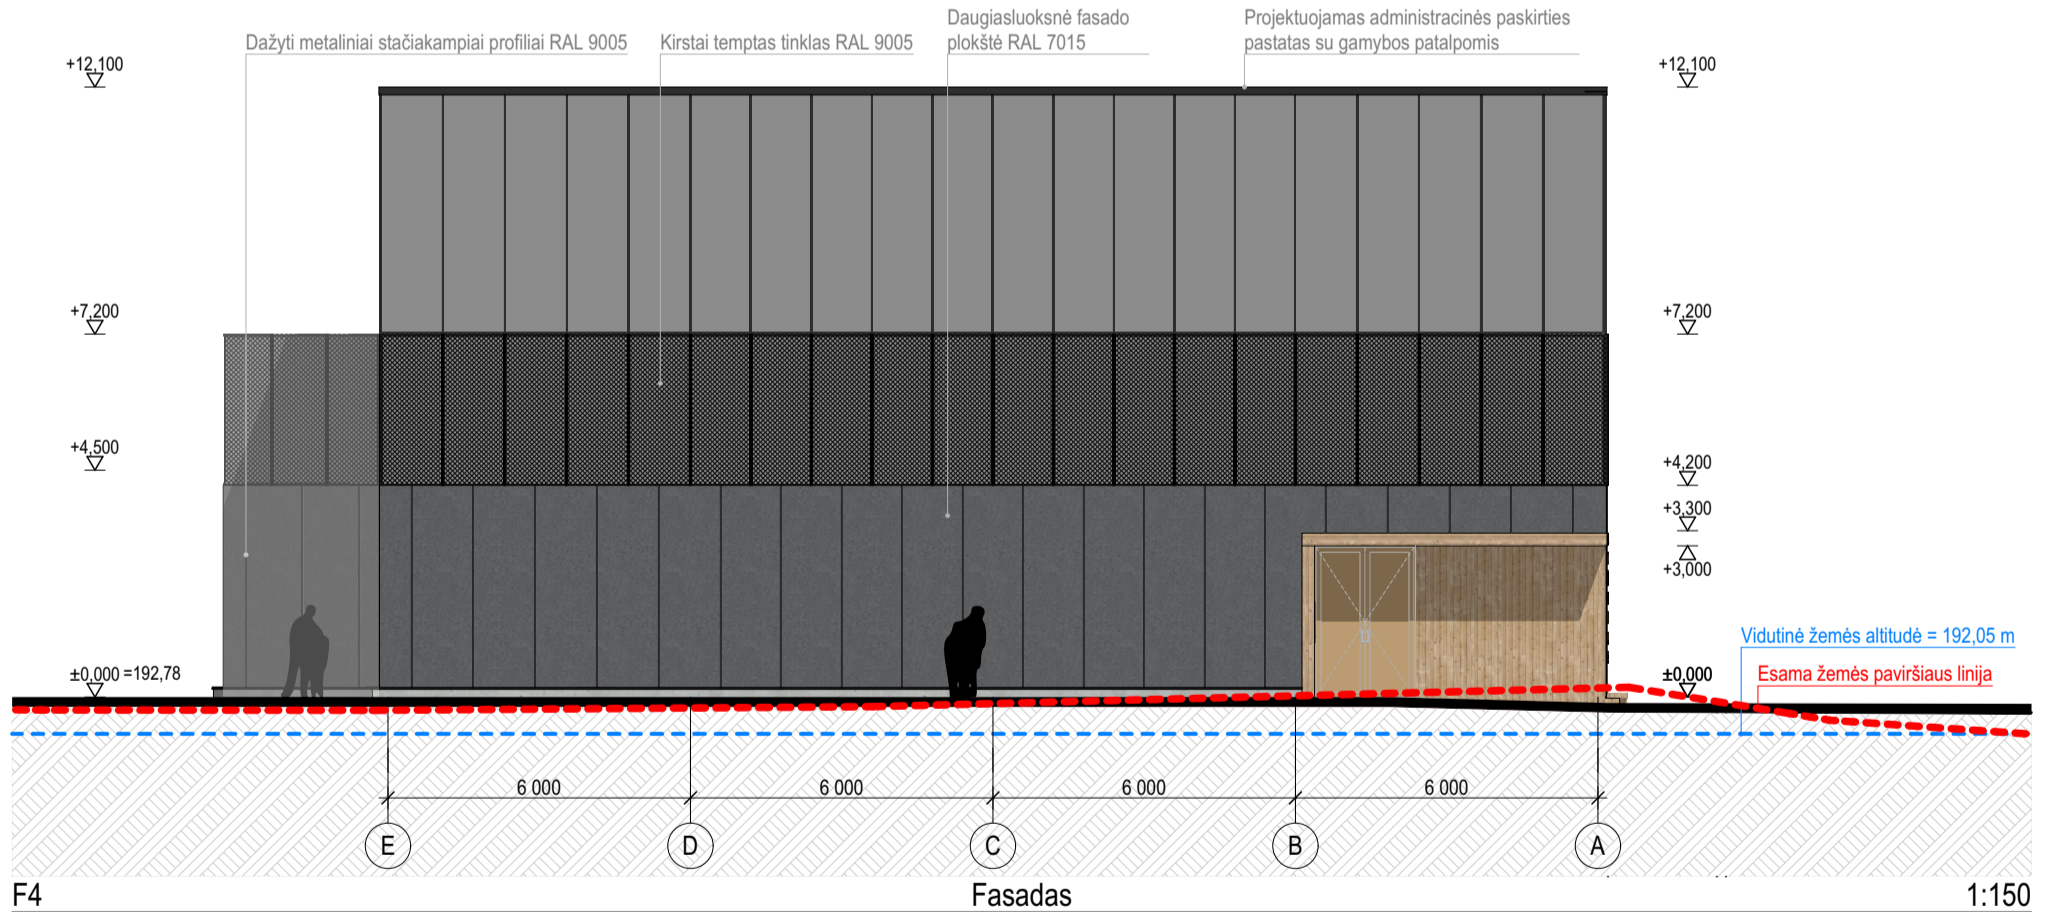 Daugiasluoksnė fasado
plokštė RAL 7015
Projektuojamas administracinės paskirties
pastatas su gamybos patalpomis
Dažyti metaliniai stačiakampiai profiliai RAL 9005
Kirstai temptas tinklas RAL 9005
+12,100
+12,100
+7,200
+7,200
+4,500
+4,200
+3,300
+3,000
±0,000 =192,78
±0,000
Vidutinė žemės altitudė = 192,05 m
Esama žemės paviršiaus linija
6 000
6 000
6 000
6 000
E
D
C
B
A
F4
Fasadas
1:150